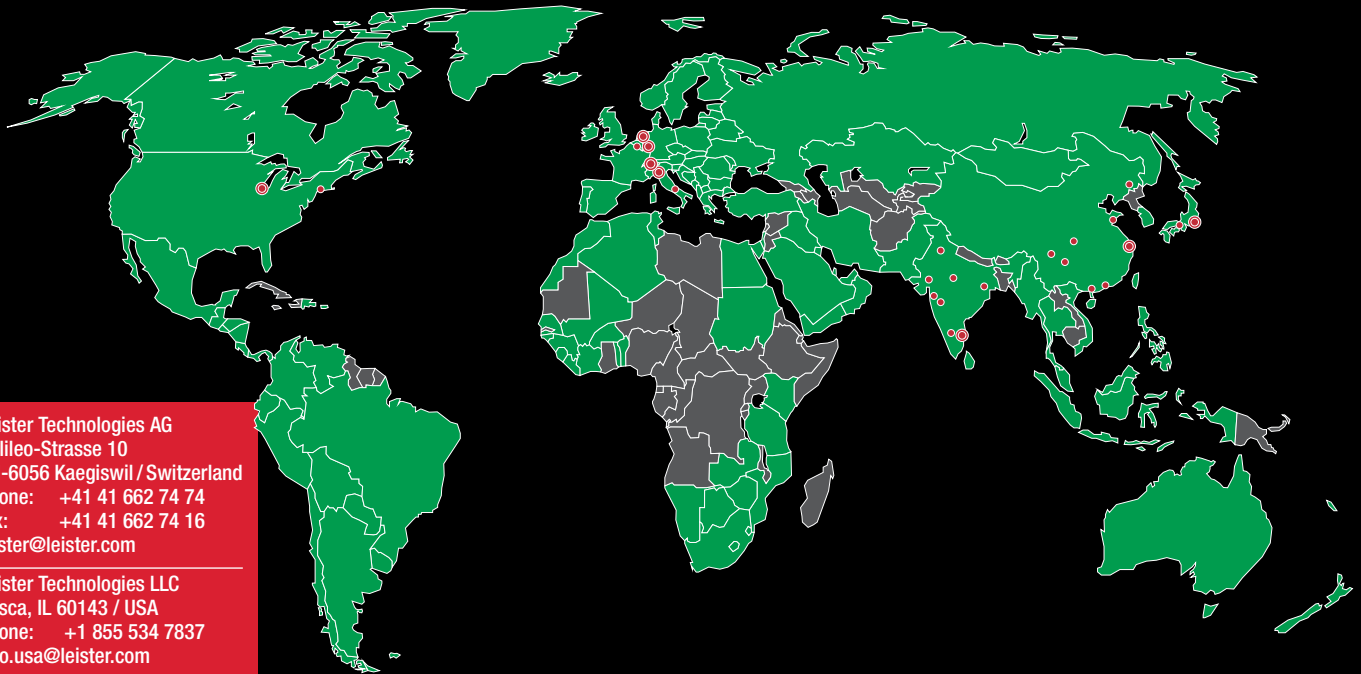 ister Technologies AG
lileo-Strasse 10
-6056 Kaegiswil / Switzerland
one: +41 41 662 74 74
x: +41 41 662 74 16
ster@leister.com
ister Technologies LLC
sca, IL 60143 / USA
one: +1 855 534 7837
o.usa@leister.com